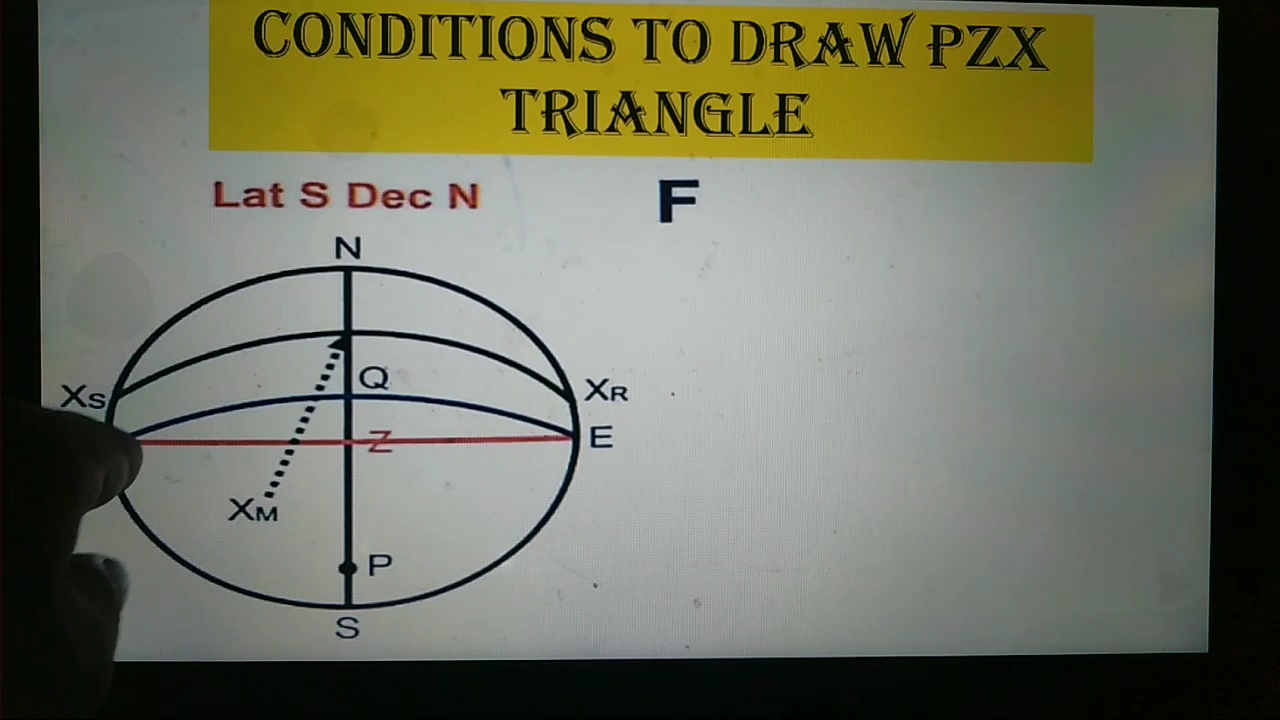 CONDITIONS TO DRAW PZX
TRIANGLE
Lat S Dec N
F
N
Q
XS
XR
Z
E
XM
P
S